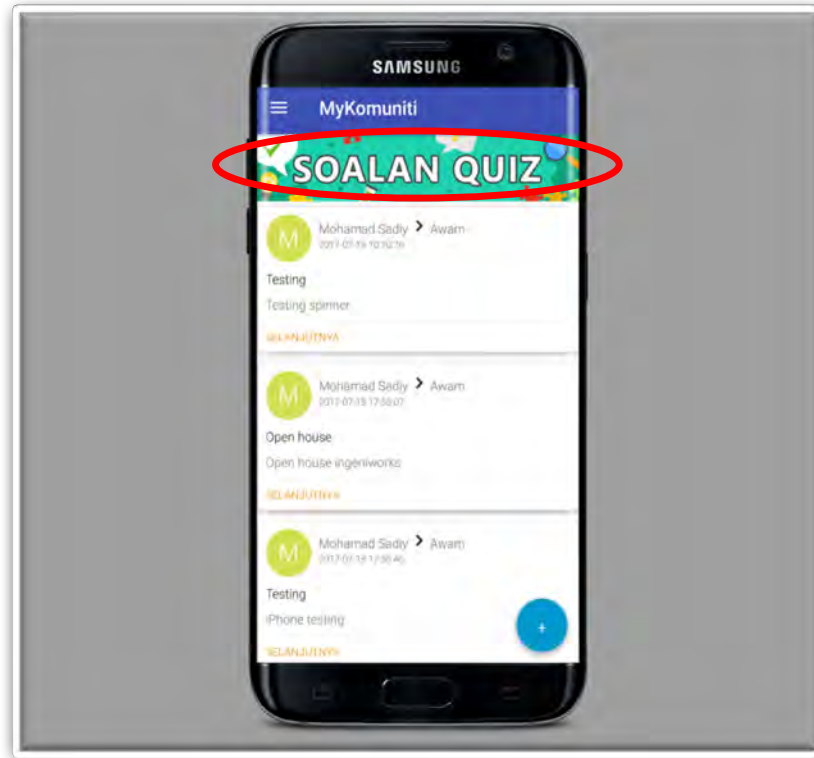 SAMSUNG
MyKomuniti
SOALAN QUIZ
M
Mohamad Sadiy > Awam
Testing
Testing spinner
SELANJUTNYA
M
Mohamad Sadiy > Awam
Open house
Open house ingeniworks
SELANJUTNYA
M
Mohamad Sadiy > Awam
Testing
iPhone testing
+
SELANJUTNYA